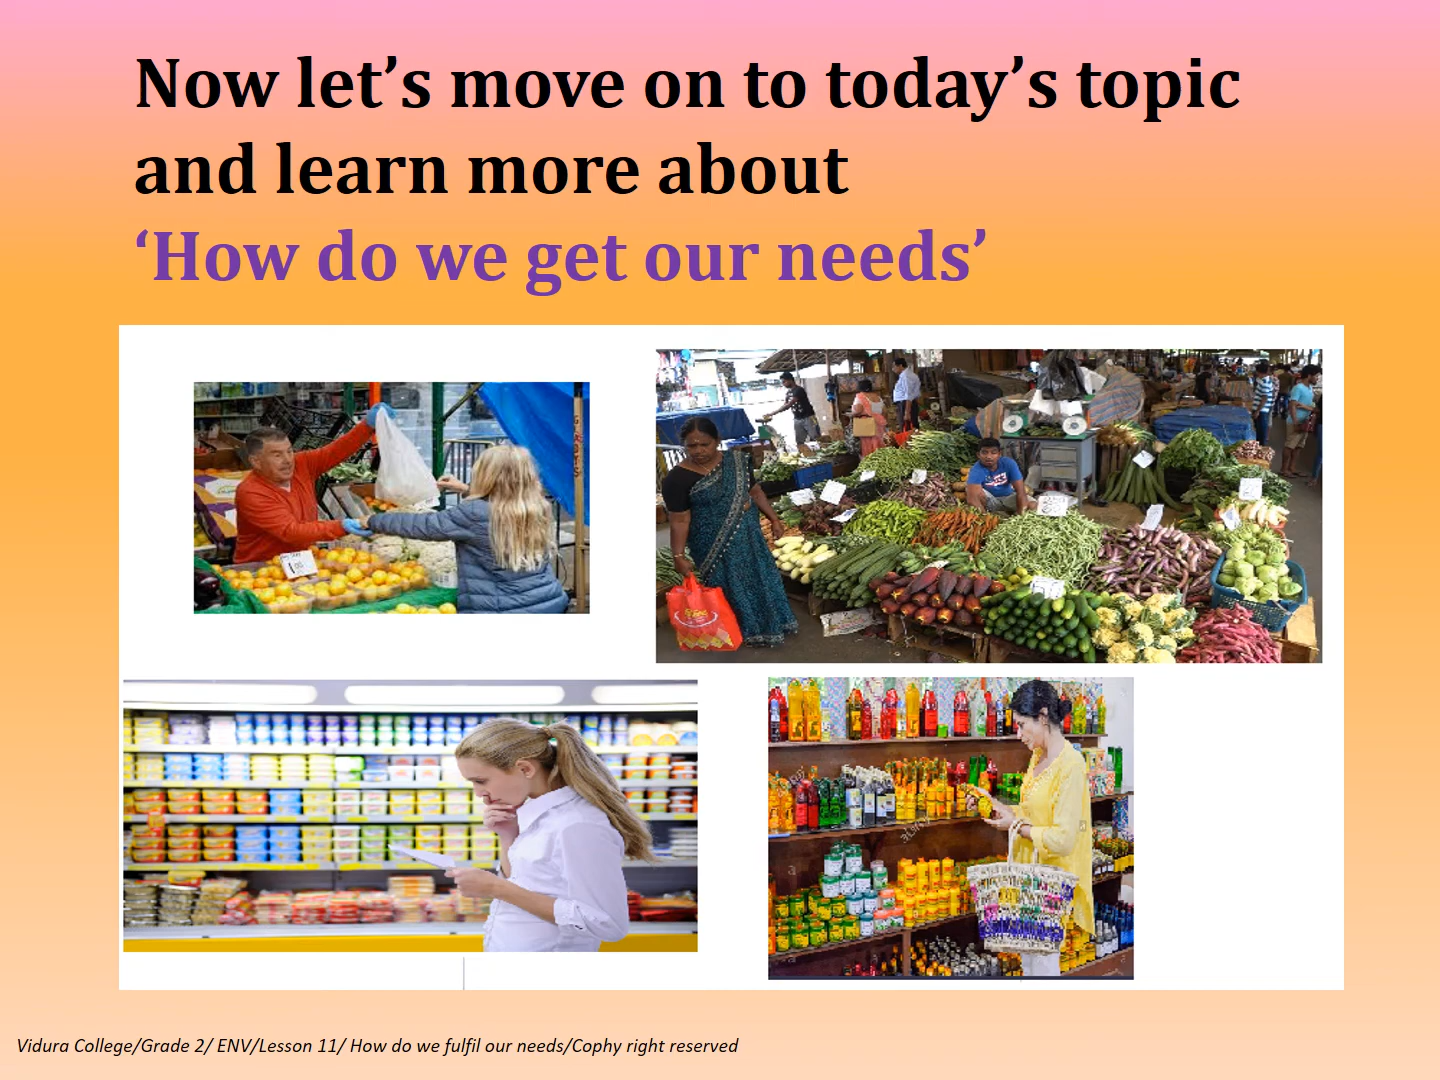 Now let’s move on to today’s topic
and learn more about
‘How do we get our needs’
Vidura College/Grade 2/ ENV/Lesson 11/ How do we fulfil our needs/Cophy right reserved